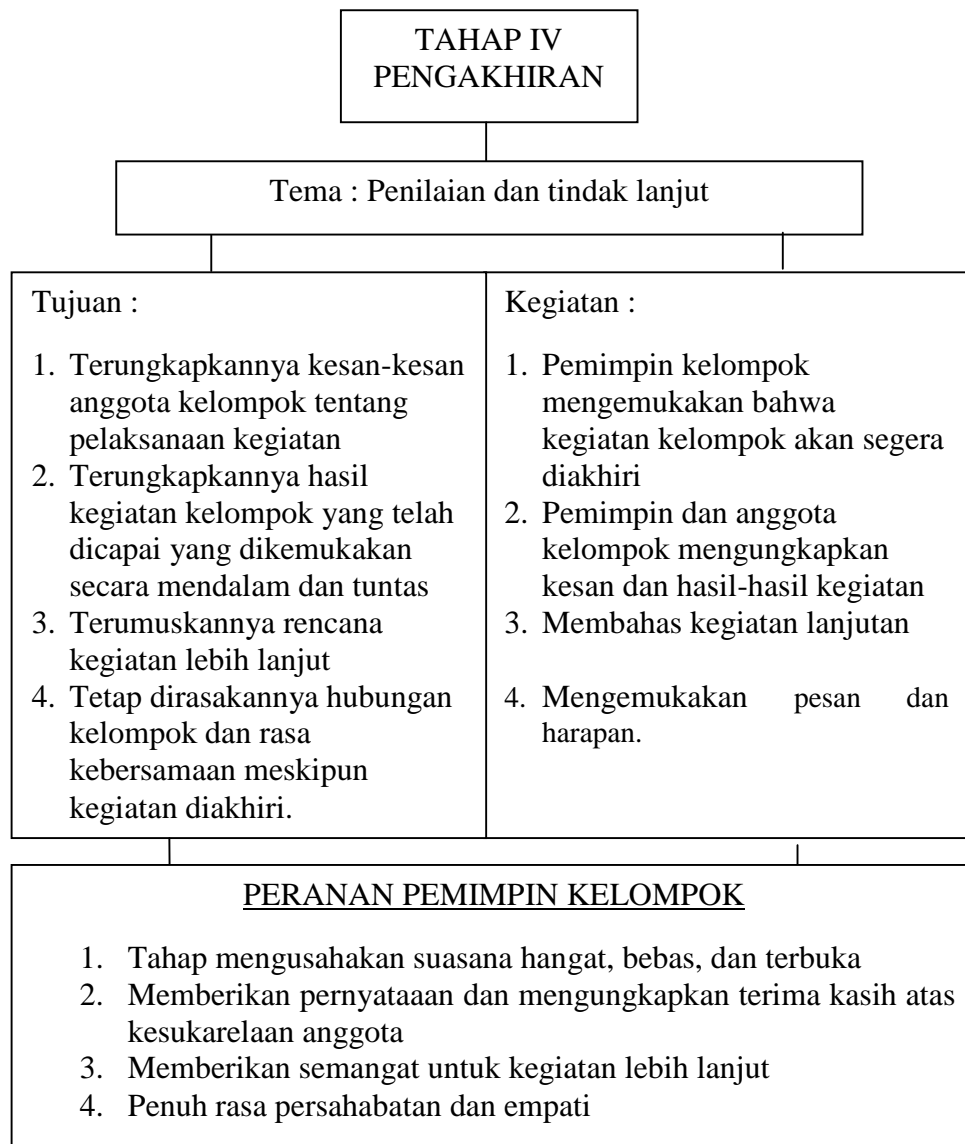 TAHAP IV
PENGAKHIRAN
Tema : Penilaian dan tindak lanjut
Tujuan :
1. Terungkapkannya kesan-kesan
anggota kelompok tentang
pelaksanaan kegiatan
2. Terungkapkannya hasil
kegiatan kelompok yang telah
dicapai yang dikemukakan
secara mendalam dan tuntas
3. Terumuskannya rencana
kegiatan lebih lanjut
4. Tetap dirasakannya hubungan
kelompok dan rasa
kebersamaan meskipun
kegiatan diakhiri.
Kegiatan :
1. Pemimpin kelompok
mengemukakan bahwa
kegiatan kelompok akan segera
diakhiri
2. Pemimpin dan anggota
kelompok mengungkapkan
kesan dan hasil-hasil kegiatan
3. Membahas kegiatan lanjutan
4. Mengemukakan pesan dan
harapan.
PERANAN PEMIMPIN KELOMPOK
1. Tahap mengusahakan suasana hangat, bebas, dan terbuka
2. Memberikan pernyataaan dan mengungkapkan terima kasih atas
kesukarelaan anggota
3. Memberikan semangat untuk kegiatan lebih lanjut
4. Penuh rasa persahabatan dan empati